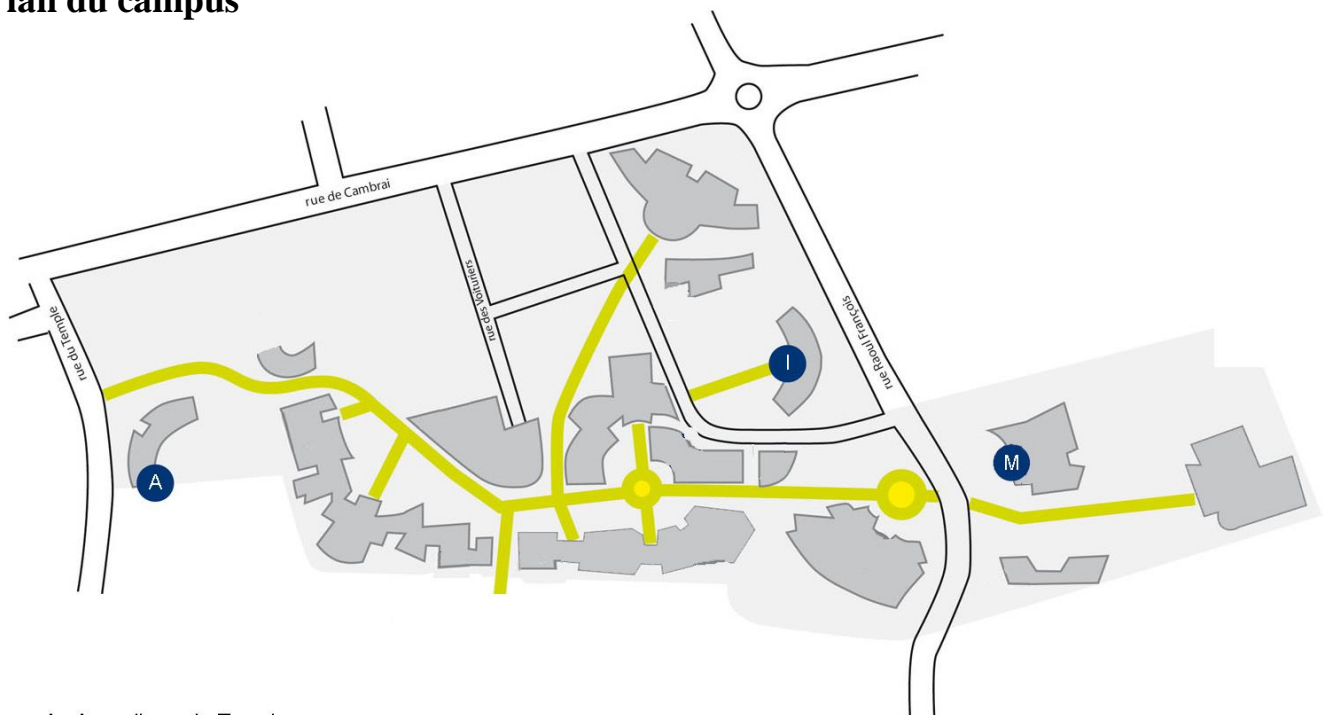 lan du campus
rue de Cambrai
rue des Voituriers
rue du Temple
rue Raoul François
I
M
A